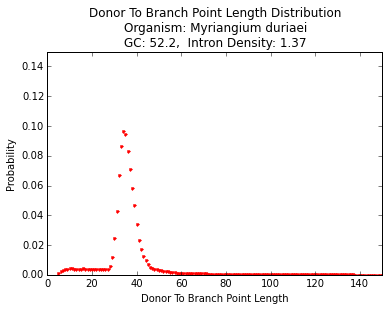 Donor To Branch Point Length Distribution
Organism: Myriangium duriaei
GC: 52.2,  Intron Density: 1.37
Probability
0.14
0.12
0.10
0.08
0.06
0.04
0.02
0.00
0 20 40 60 80 100 120 140
Donor To Branch Point Length